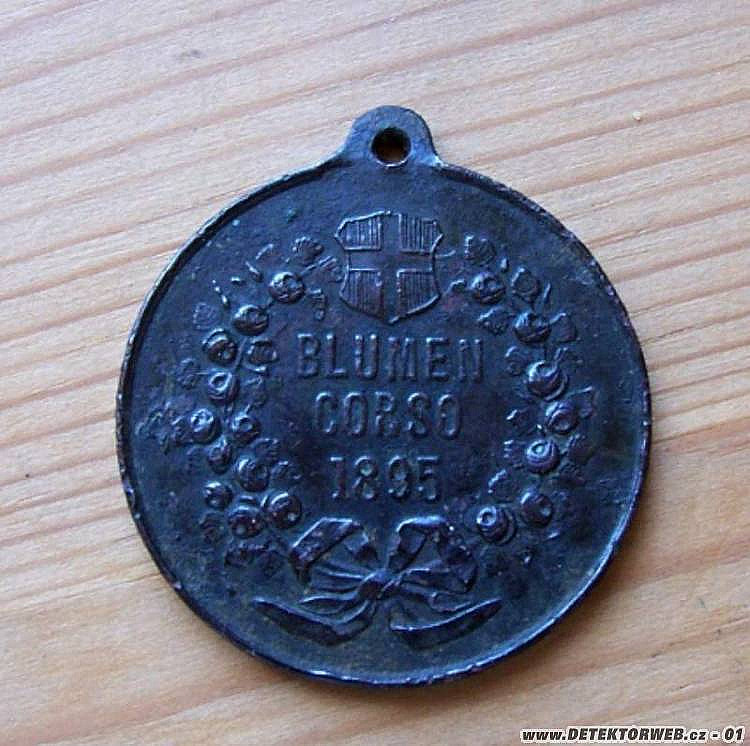 BLUMEN
CORSO
1895
www.DETEKTORWEB.cz - 01